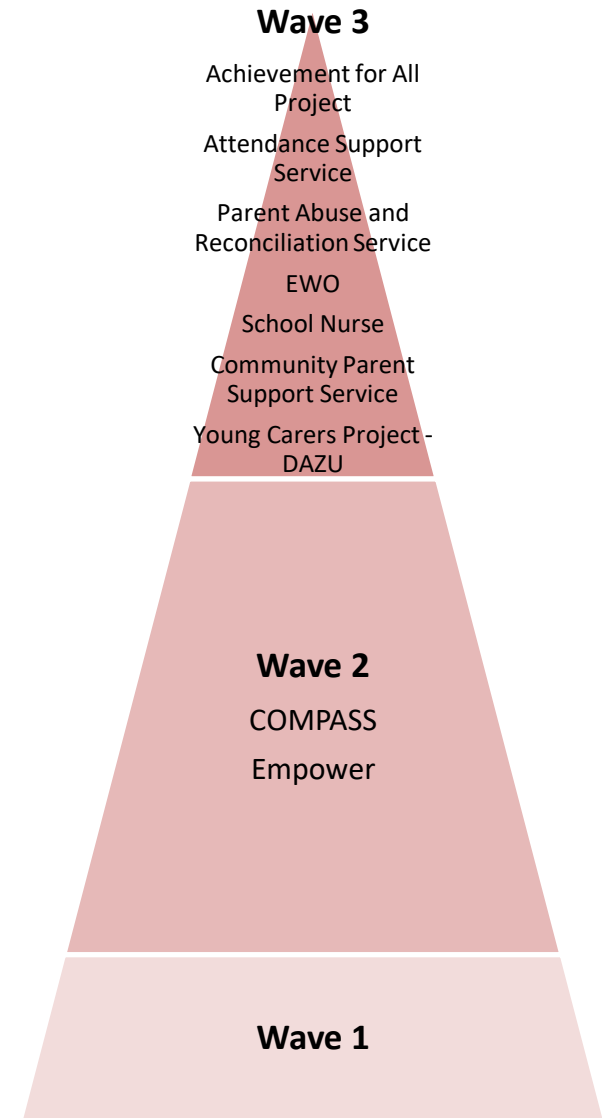 Wave 3
Achievement for All
Project
Attendance Support
Service
Parent Abuse and
Reconciliation Service
EWO
School Nurse
Community Parent
Support Service
Young Carers Project -
DAZU
Wave 2
COMPASS
Empower
Wave 1